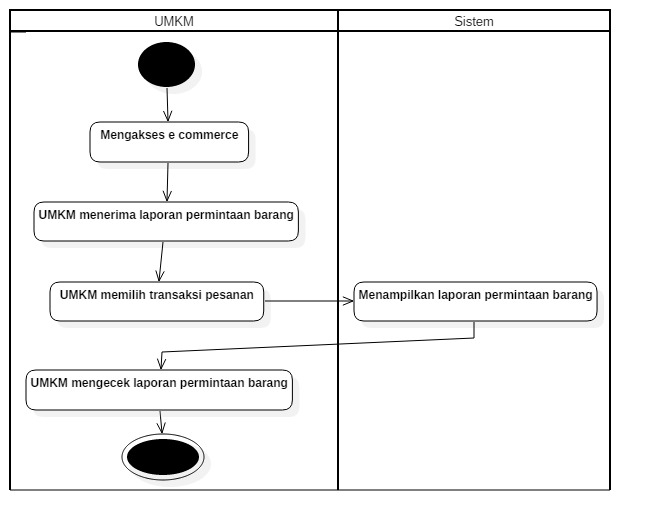 UMKM
Sistem
Mengakses e commerce
UMKM menerima laporan permintaan barang
UMKM memilih transaksi pesanan
Menampilkan laporan permintaan barang
UMKM mengecek laporan permintaan barang